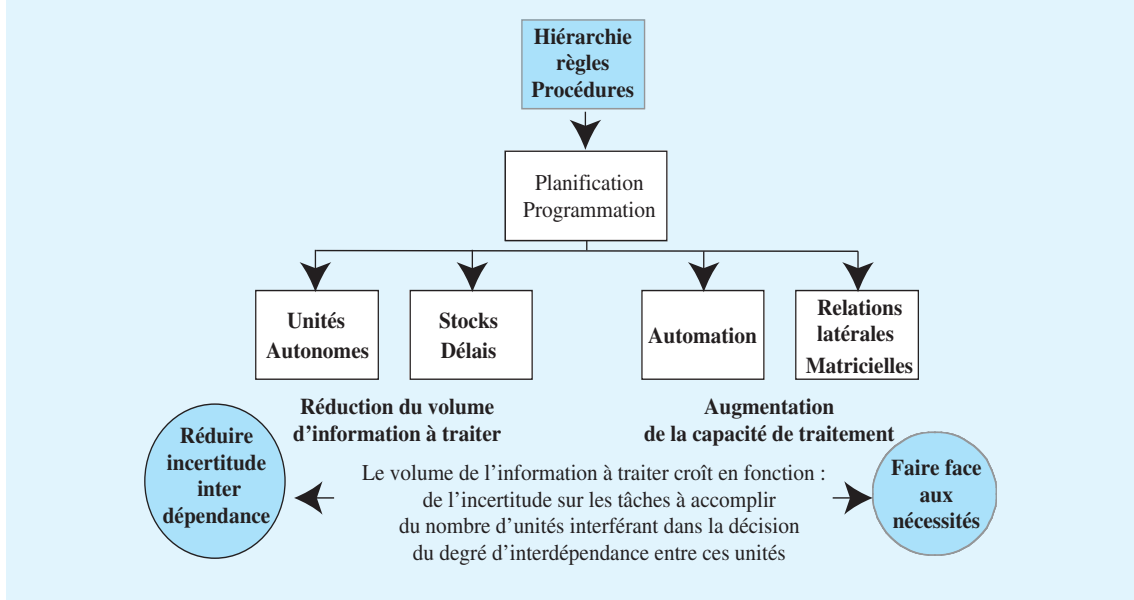 Hiérarchie
règles
Procédures
Planification
Programmation
Unités
Autonomes
Stocks
Délais
Automation
Relations
latérales
Matricielles
Réduction du volume
d'information à traiter
Augmentation
de la capacité de traitement
Réduire
incertitude
inter
dépendance
Le volume de l'information à traiter croît en fonction :
de l'incertitude sur les tâches à accomplir
du nombre d'unités interférant dans la décision
du degré d'interdépendance entre ces unités
Faire face
aux
nécessités